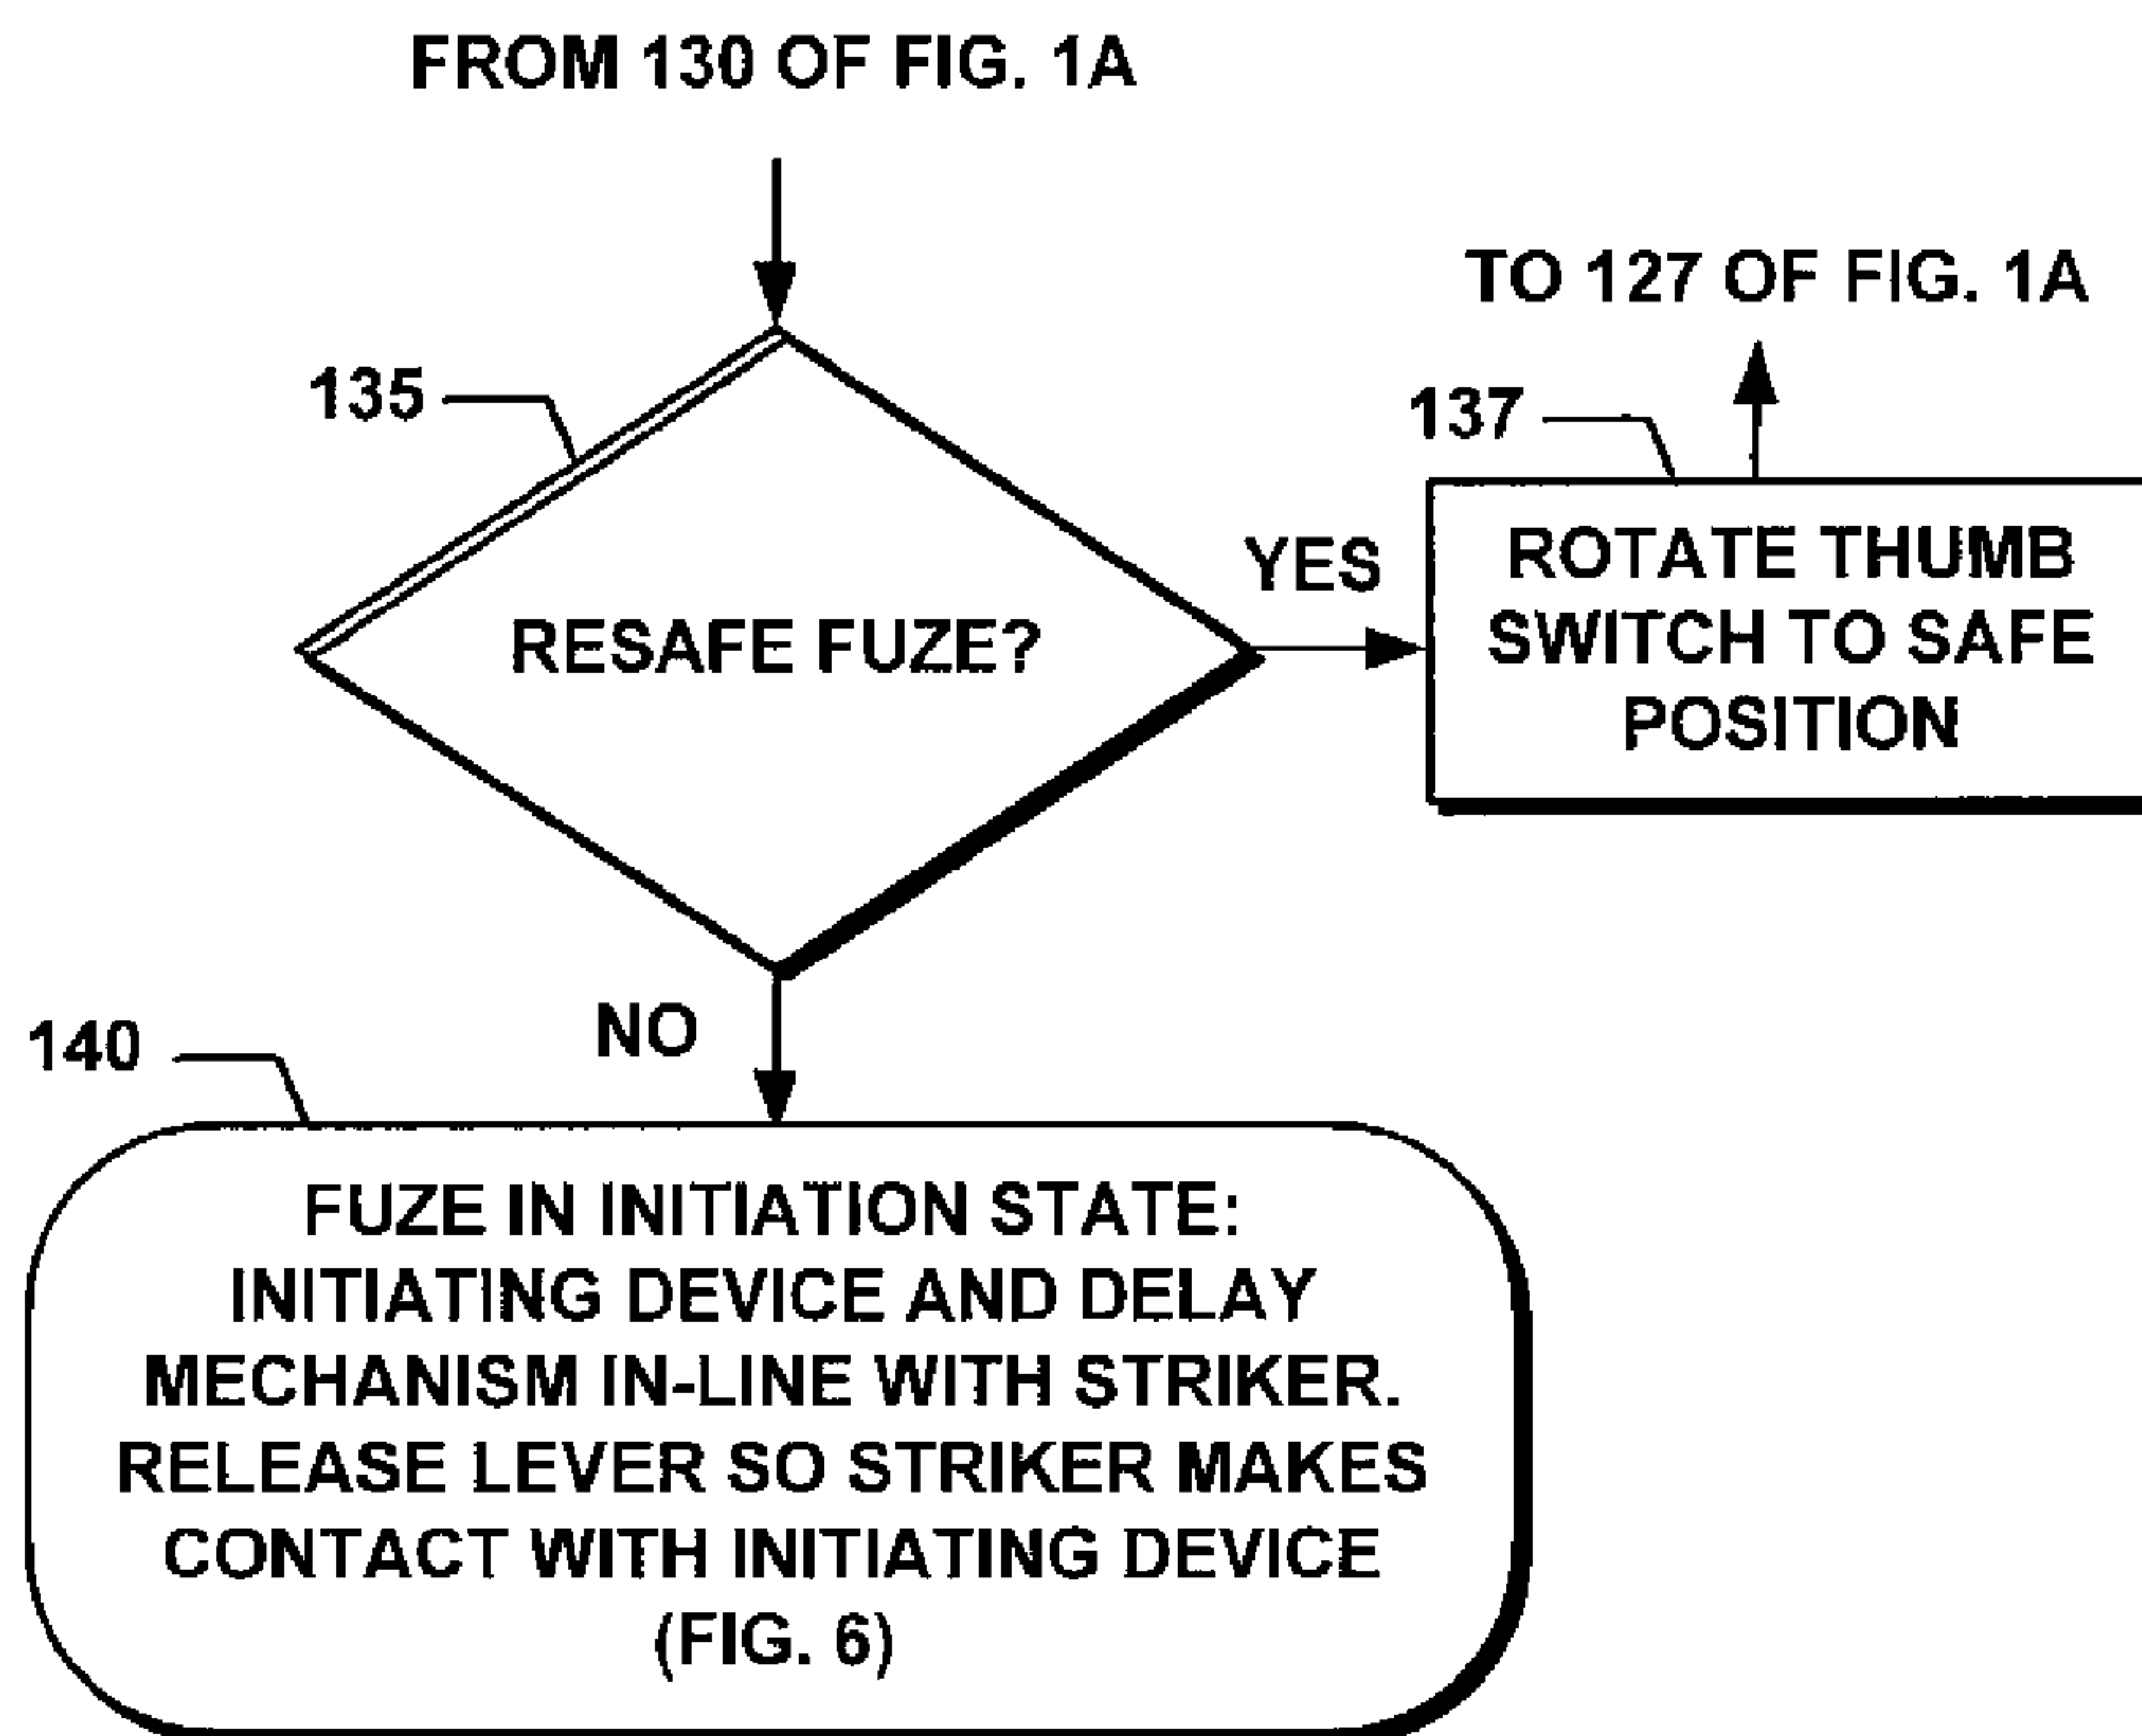 FROM 130 OF FIG. 1A
TO 127 OF FIG. 1A
135
137
RESAFE FUZE?
YES
ROTATE THUMB
SWITCH TO SAFE
POSITION
NO
140
FUZE IN INITIATION STATE:
INITIATING DEVICE AND DELAY
MECHANISM IN-LINE WITH STRIKER.
RELEASE LEVER SO STRIKER MAKES
CONTACT WITH INITIATING DEVICE
(FIG. 6)